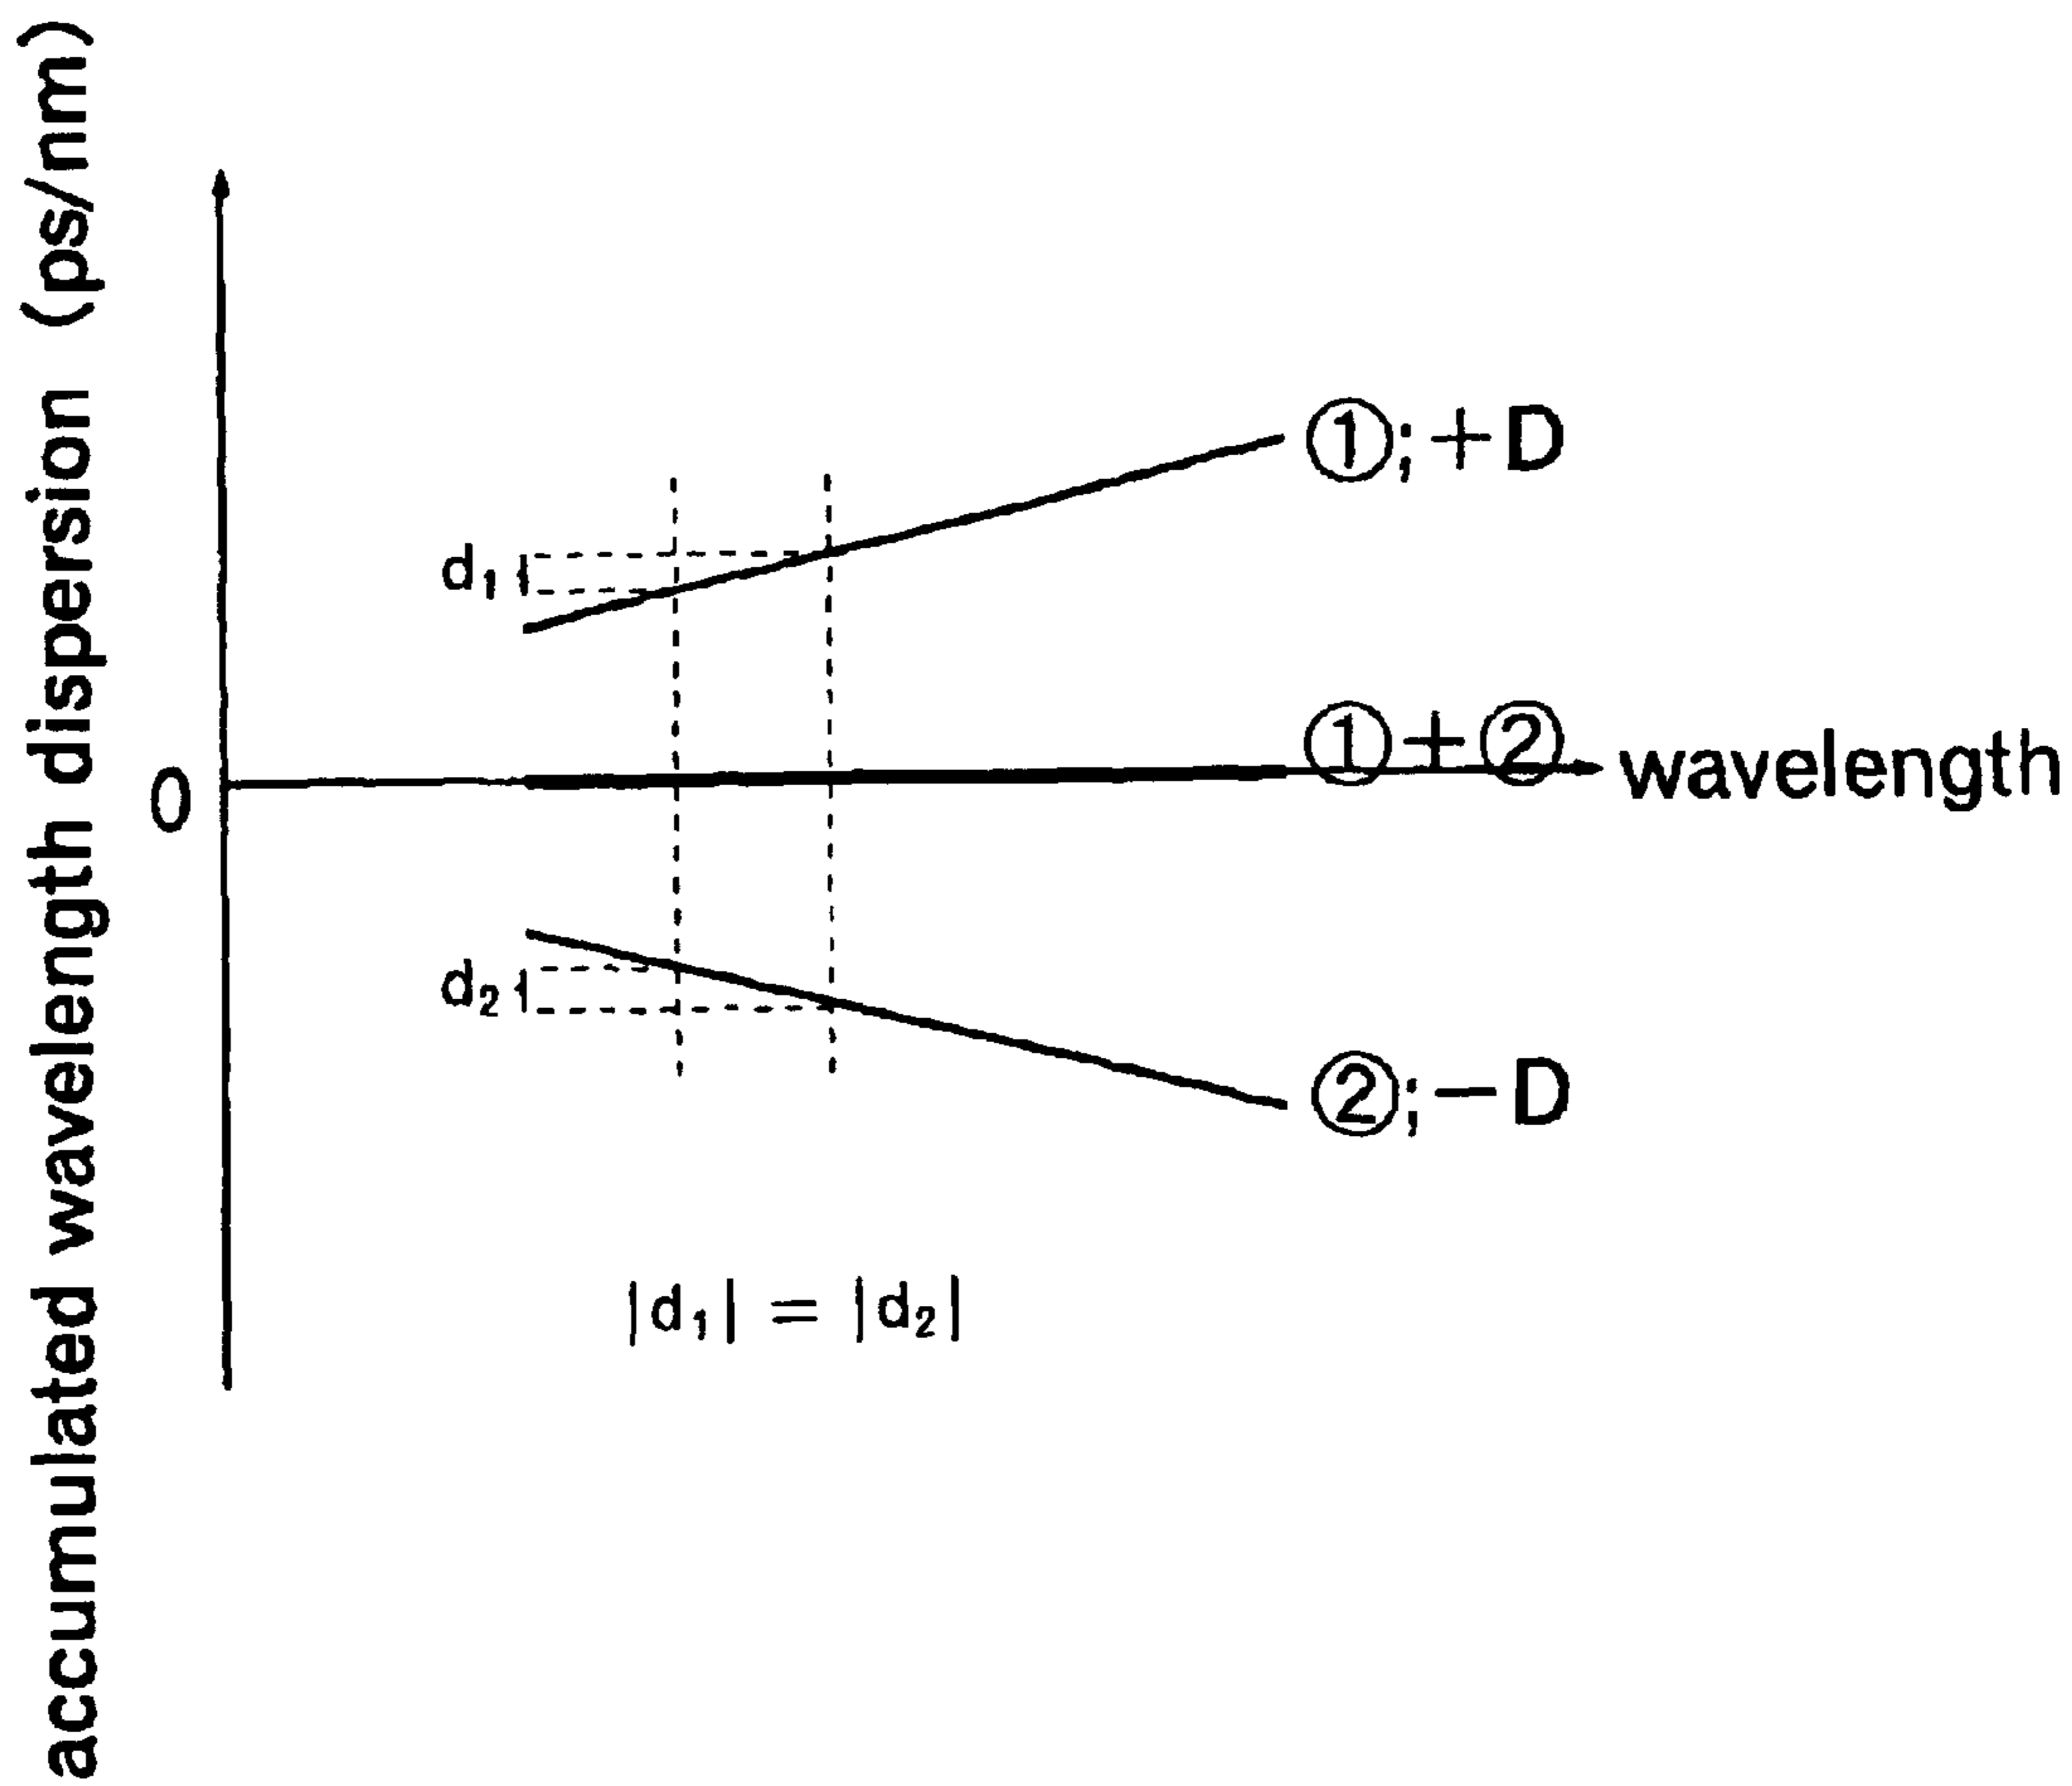 accumulated wavelength dispersion (ps/nm)
①;+D
d₁
①+②
wavelength
0
d₂
②;−D
|d₁| = |d₂|